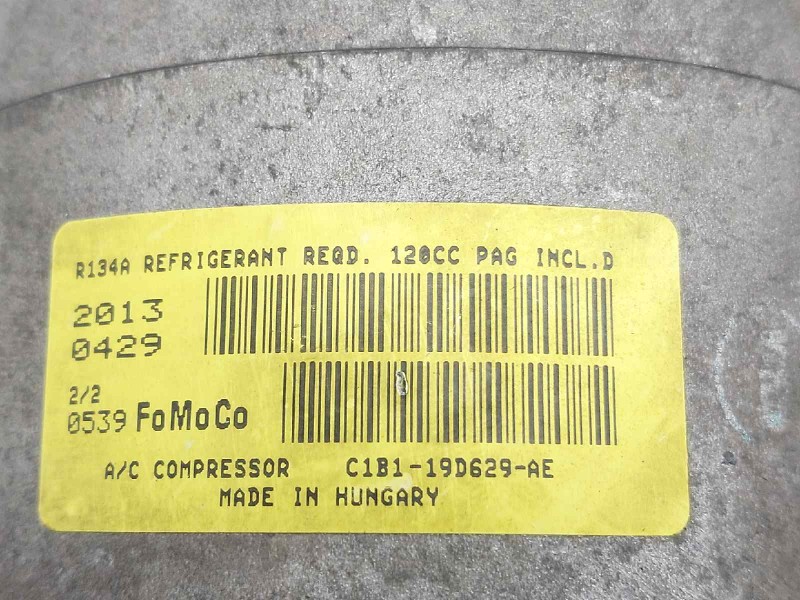 R134A REFRIGERANT REQD. 120CC PAG INCL.D
2013
0429
2/2
0539 FoMoCo
A/C COMPRESSOR C1B1-19D629-AE
MADE IN HUNGARY